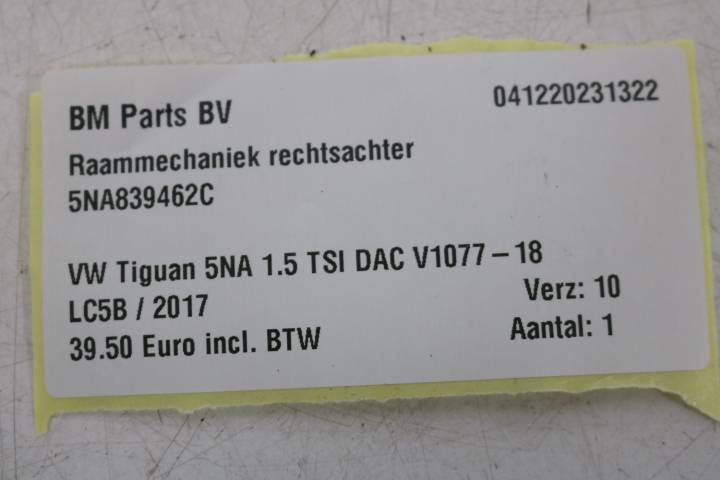 BM Parts BV 041220231322
Raammechaniek rechtsachter
5NA839462C
VW Tiguan 5NA 1.5 TSI DAC V1077-18
LC5B / 2017 Verz: 10
39.50 Euro incl. BTW Aantal: 1